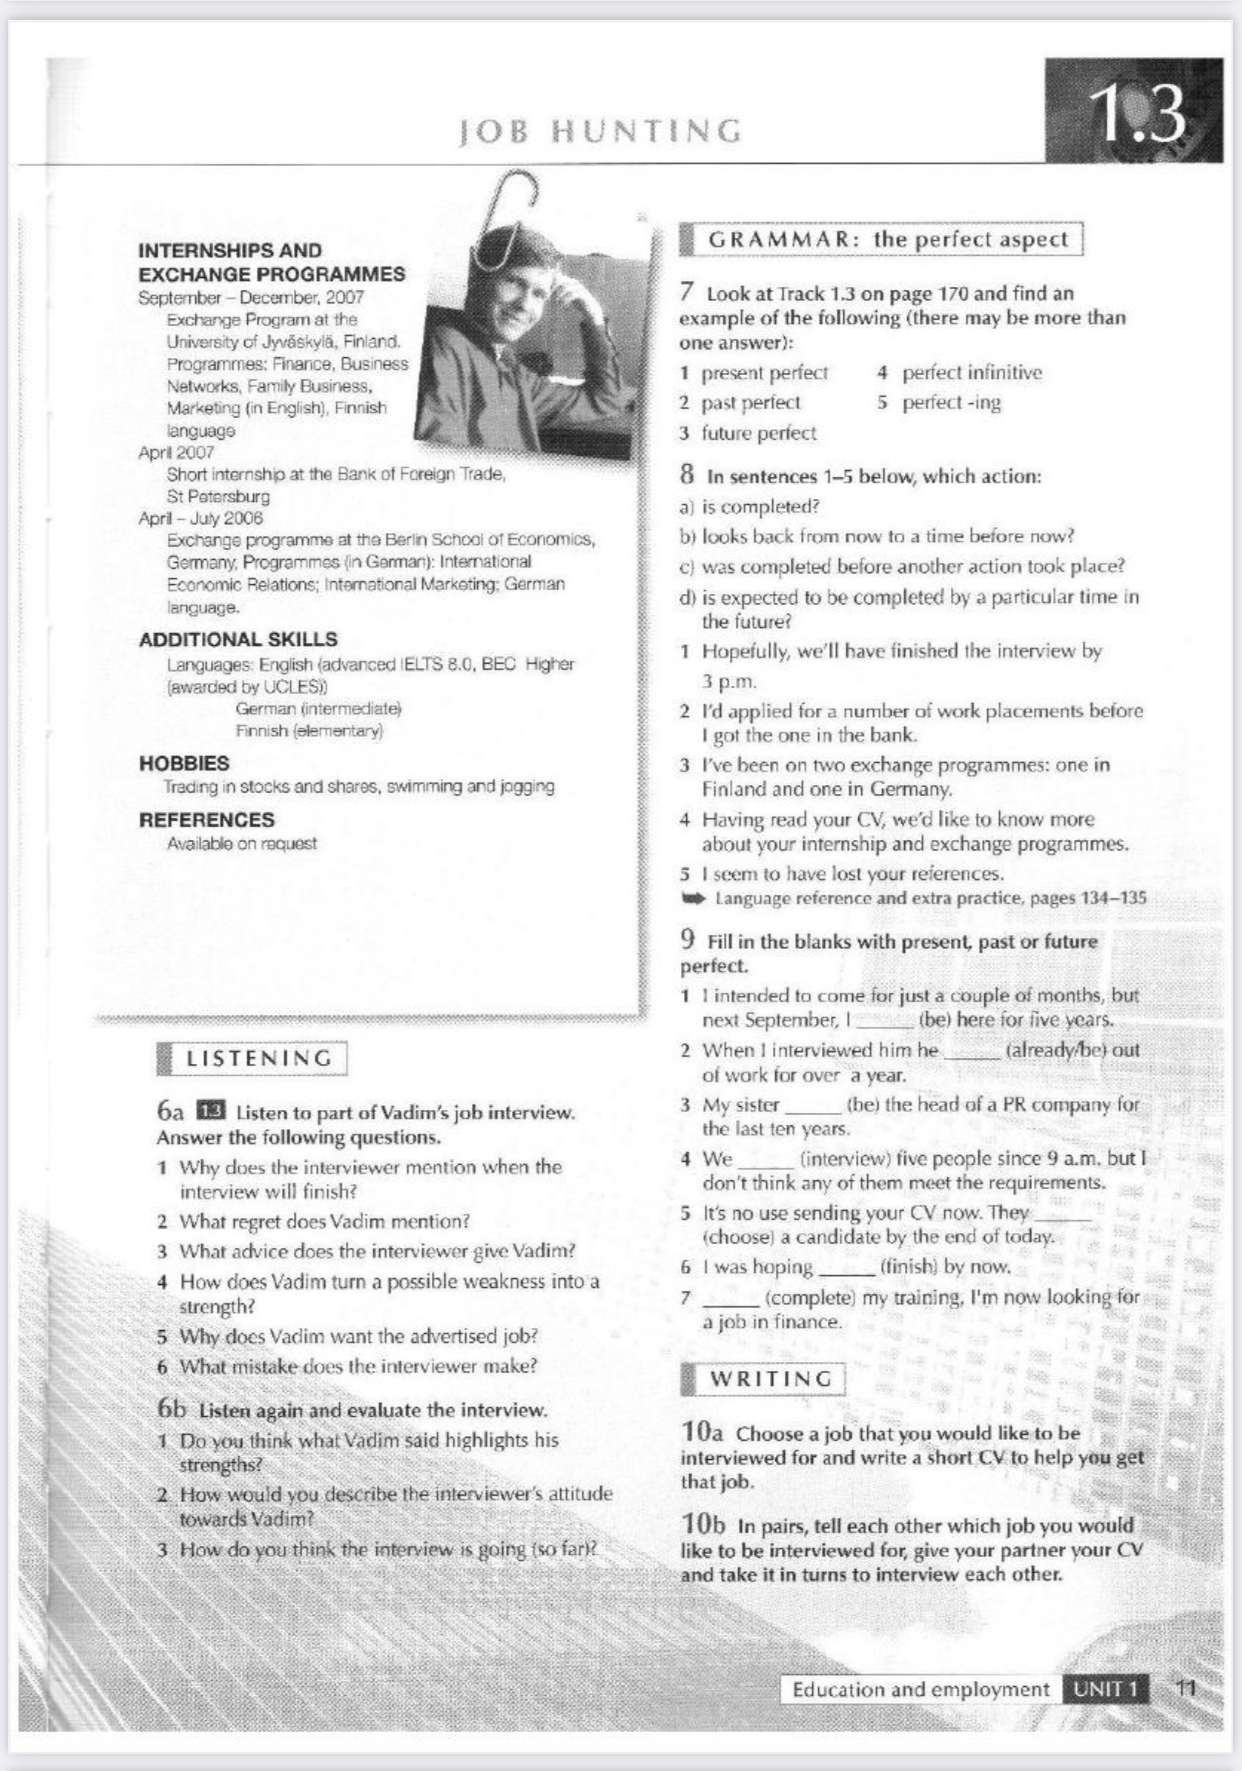 JOB HUNTING
1.3
INTERNSHIPS AND
EXCHANGE PROGRAMMES
September – December, 2007
Exchange Program at the
University of Jyväskylä, Finland.
Programmes: Finance, Business
Networks, Family Business,
Marketing (in English), Finnish
language
April 2007
Short internship at the Bank of Foreign Trade,
St Petersburg
April – July 2006
Exchange programme at the Berlin School of Economics,
Germany, Programmes (in German): International
Economic Relations; International Marketing; German
language.
ADDITIONAL SKILLS
Languages: English (advanced IELTS 8.0, BEC Higher
(awarded by UCLES))
German (intermediate)
Finnish (elementary)
HOBBIES
Trading in stocks and shares, swimming and jogging
REFERENCES
Available on request
LISTENING
6a 1.3 Listen to part of Vadim's job interview.
Answer the following questions.
1 Why does the interviewer mention when the
interview will finish?
2 What regret does Vadim mention?
3 What advice does the interviewer give Vadim?
4 How does Vadim turn a possible weakness into a
strength?
5 Why does Vadim want the advertised job?
6 What mistake does the interviewer make?
6b Listen again and evaluate the interview.
1 Do you think what Vadim said highlights his
strengths?
2 How would you describe the interviewer's attitude
towards Vadim?
3 How do you think the interview is going (so far)?
GRAMMAR: the perfect aspect
7 Look at Track 1.3 on page 170 and find an
example of the following (there may be more than
one answer):
1 present perfect 4 perfect infinitive
2 past perfect 5 perfect -ing
3 future perfect
8 In sentences 1–5 below, which action:
a) is completed?
b) looks back from now to a time before now?
c) was completed before another action took place?
d) is expected to be completed by a particular time in
the future?
1 Hopefully, we'll have finished the interview by
3 p.m.
2 I'd applied for a number of work placements before
I got the one in the bank.
3 I've been on two exchange programmes: one in
Finland and one in Germany.
4 Having read your CV, we'd like to know more
about your internship and exchange programmes.
5 I seem to have lost your references.
➡ Language reference and extra practice, pages 134–135
9 Fill in the blanks with present, past or future
perfect.
1 I intended to come for just a couple of months, but
next September, I ______ (be) here for five years.
2 When I interviewed him he ______ (already/be) out
of work for over a year.
3 My sister ______ (be) the head of a PR company for
the last ten years.
4 We ______ (interview) five people since 9 a.m. but I
don't think any of them meet the requirements.
5 It's no use sending your CV now. They ______
(choose) a candidate by the end of today.
6 I was hoping ______ (finish) by now.
7 ______ (complete) my training, I'm now looking for
a job in finance.
WRITING
10a Choose a job that you would like to be
interviewed for and write a short CV to help you get
that job.
10b In pairs, tell each other which job you would
like to be interviewed for, give your partner your CV
and take it in turns to interview each other.
Education and employment UNIT 1 11